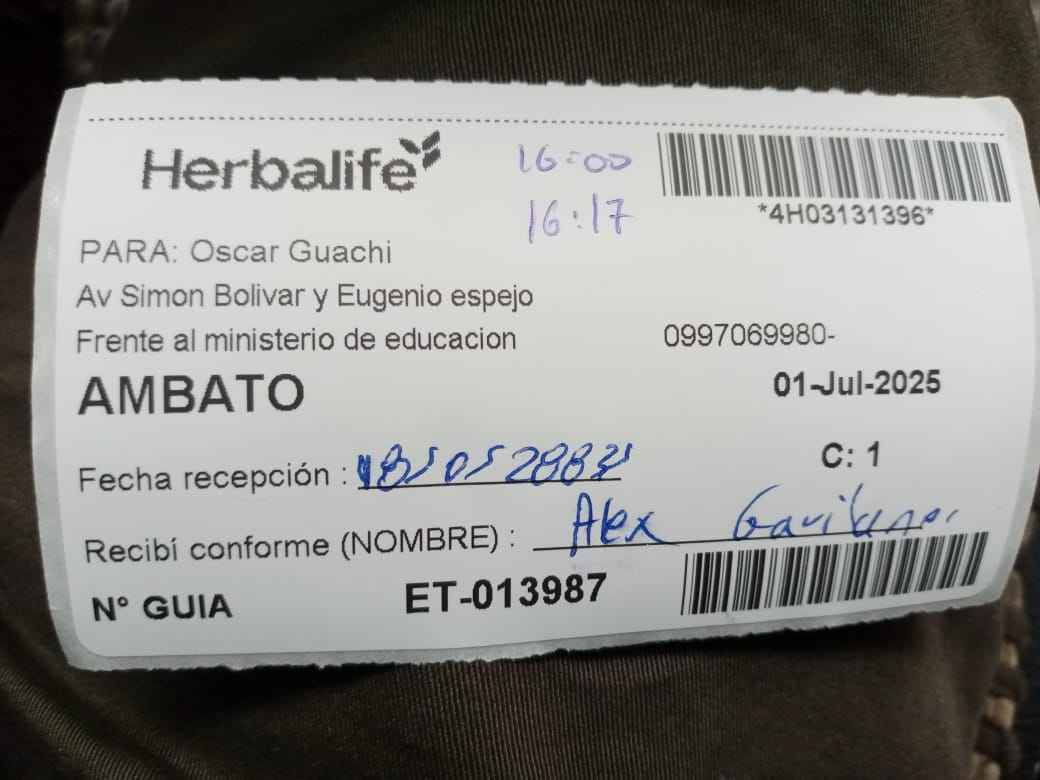 Herbalife
16:00
16:17
*4H03131396*
PARA: Oscar Guachi
Av Simon Bolivar y Eugenio espejo
Frente al ministerio de educacion 0997069980-
AMBATO 01-Jul-2025
C: 1
Fecha recepción :
Recibí conforme (NOMBRE) : Alex
N° GUIA ET-013987